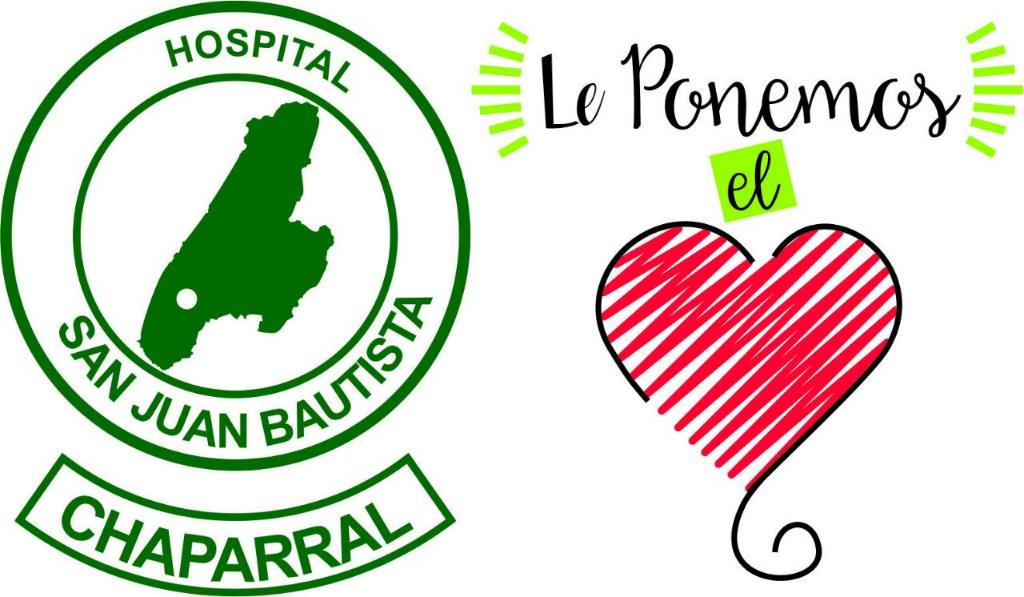 HOSPITAL
SAN JUAN BAUTISTA
CHAPARRAL
Le Ponemos
el